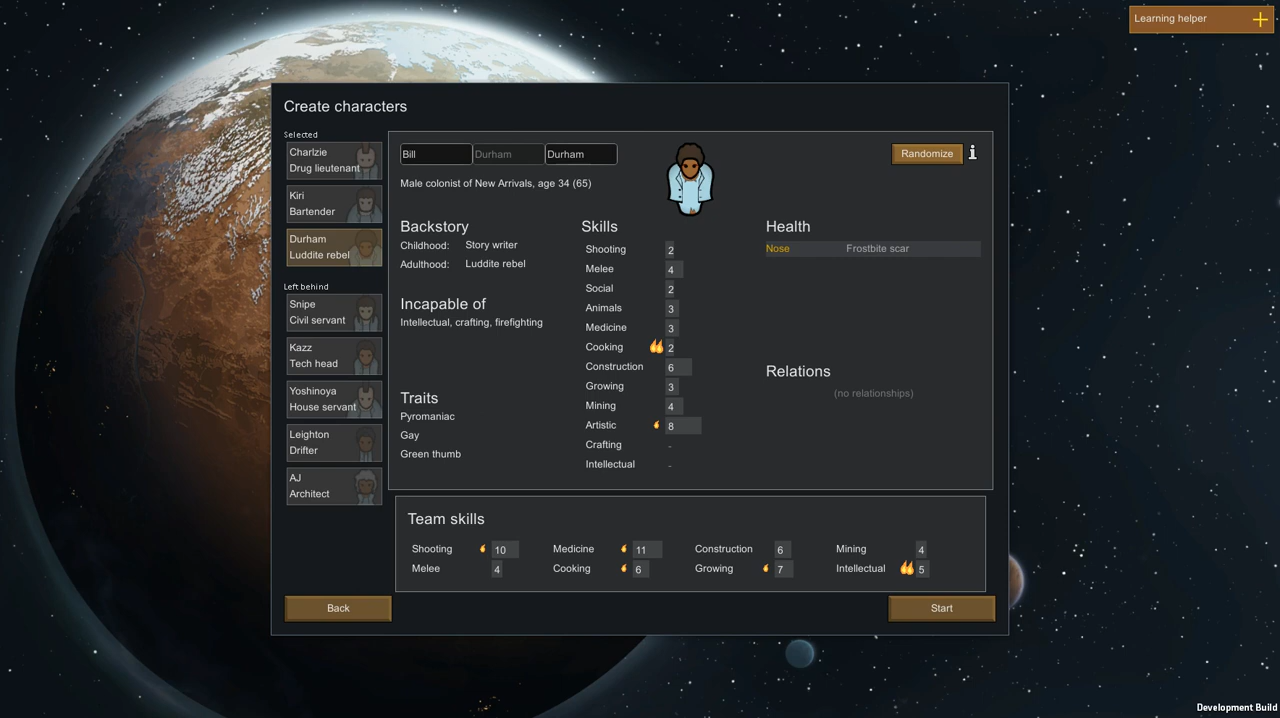 Learning helper
Create characters
Selected
Charlzie
Drug lieutenant
Kiri
Bartender
Durham
Luddite rebel
Left behind
Snipe
Civil servant
Kazz
Tech head
Yoshinoya
House servant
Leighton
Drifter
AJ
Architect
Bill Durham Durham
Randomize i
Male colonist of New Arrivals, age 34 (65)
Backstory
Childhood: Story writer
Adulthood: Luddite rebel
Incapable of
Intellectual, crafting, firefighting
Traits
Pyromaniac
Gay
Green thumb
Skills
Shooting 2
Melee 4
Social 2
Animals 3
Medicine 3
Cooking 2
Construction 6
Growing 3
Mining 4
Artistic 8
Crafting -
Intellectual -
Health
Nose Frostbite scar
Relations
(no relationships)
Team skills
Shooting 10 Medicine 11 Construction 6 Mining 4
Melee 4 Cooking 6 Growing 7 Intellectual 5
Back
Start
Development Build